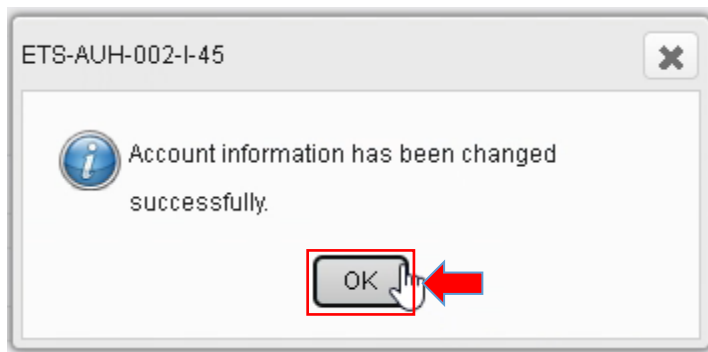 ETS-AUH-002-I-45
Account information has been changed
successfully.
OK